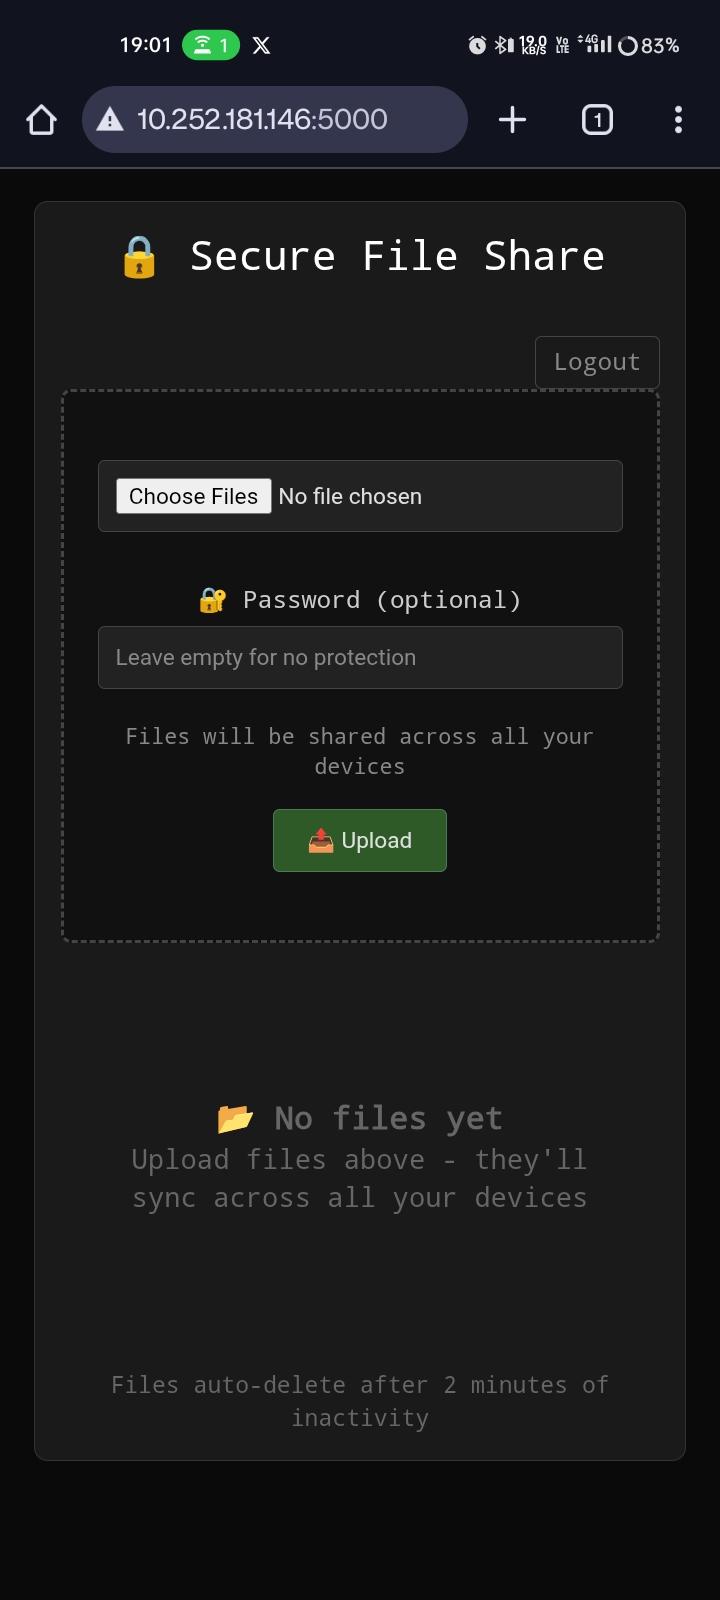 19:01 1 X 19.0 KB/S Vo LTE 4G 83%
10.252.181.146:5000 1
🔒 Secure File Share
Logout
Choose Files No file chosen
🔐 Password (optional)
Leave empty for no protection
Files will be shared across all your
devices
📤 Upload
📂 No files yet
Upload files above - they'll
sync across all your devices
Files auto-delete after 2 minutes of
inactivity